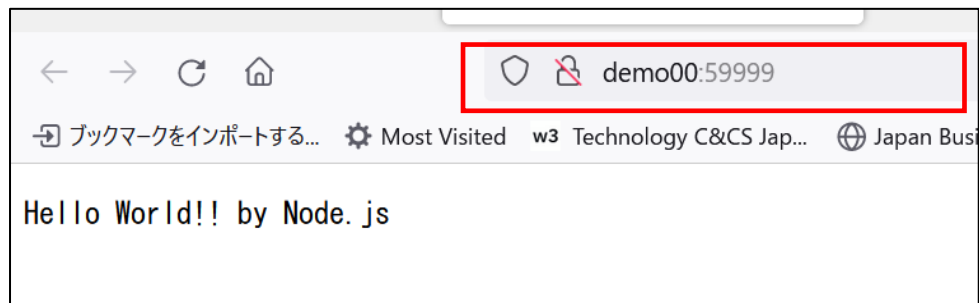 demo00:59999
ブックマークをインポートする... Most Visited w3 Technology C&CS Jap... Japan Busi
Hello World!! by Node.js